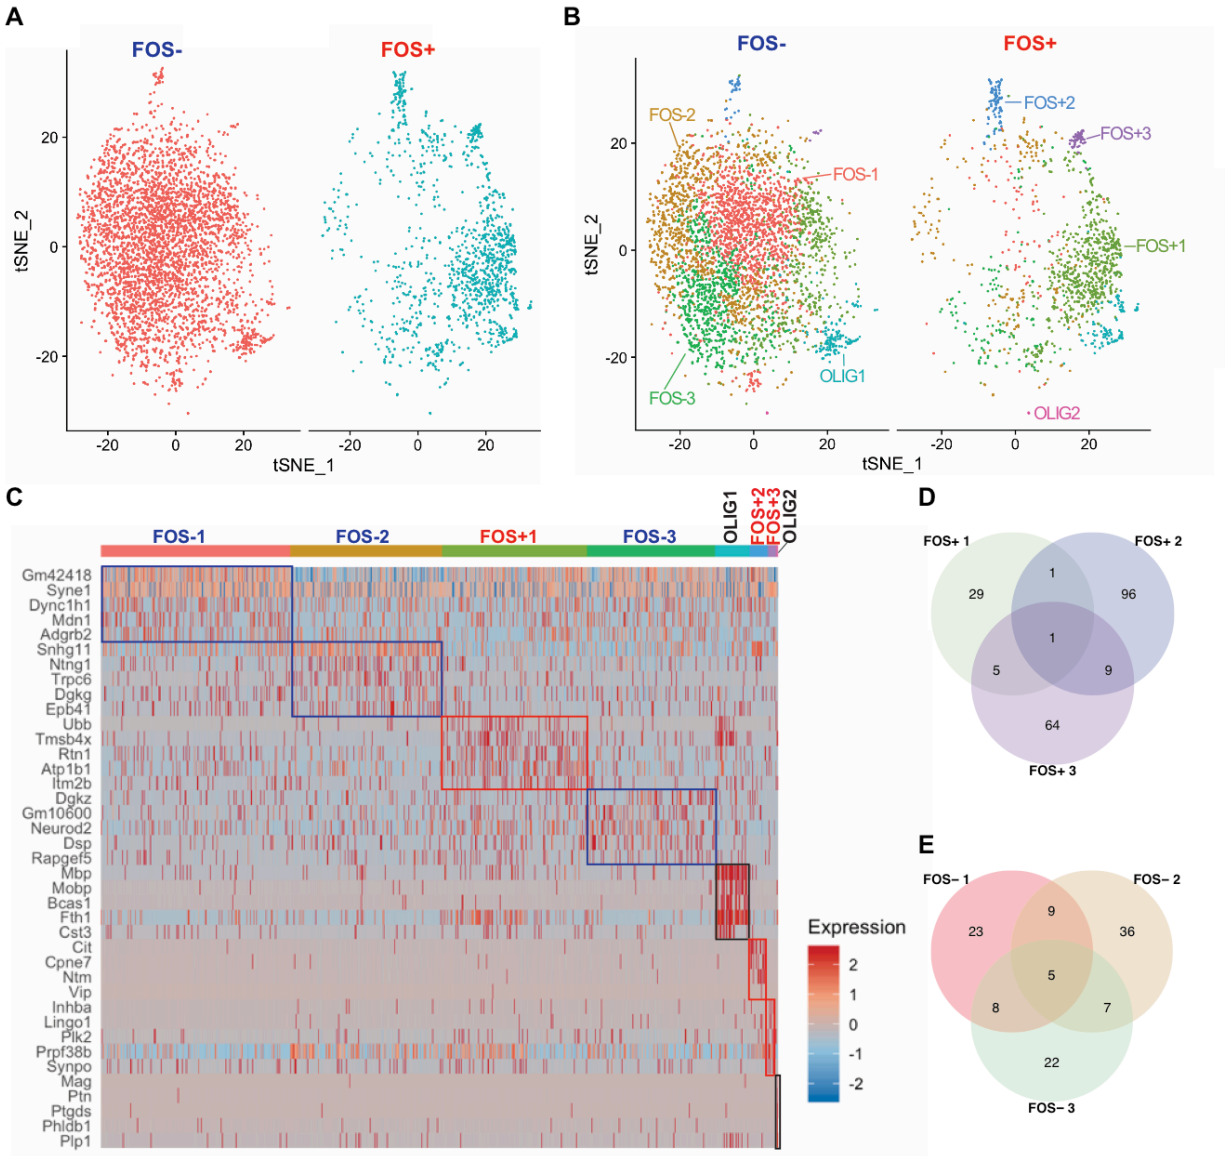 A
FOS-
FOS+
tSNE_2
20
0
-20
-20
0
20
-20
0
20
tSNE_1
B
FOS-
FOS+
tSNE_2
20
0
-20
FOS-2
FOS-1
FOS-3
OLIG1
FOS+2
FOS+3
FOS+1
OLIG2
-20
0
20
-20
0
20
tSNE_1
C
FOS-1
FOS-2
FOS+1
FOS-3
OLIG1
FOS+2
FOS+3
OLIG2
Gm42418
Syne1
Dync1h1
Mdn1
Adgrb2
Snhg11
Ntng1
Trpc6
Dgkg
Epb41
Ubb
Tmsb4x
Rtn1
Atp1b1
Itm2b
Dgkz
Gm10600
Neurod2
Dsp
Rapgef5
Mbp
Mobp
Bcas1
Fth1
Cst3
Cit
Cpne7
Ntm
Vip
Inhba
Lingo1
Plk2
Prpf38b
Synpo
Mag
Ptn
Ptgds
Phldb1
Plp1
Expression
2
1
0
-1
-2
D
FOS+ 1
FOS+ 2
1
29
96
1
5
9
64
FOS+ 3
E
FOS− 1
FOS− 2
9
23
36
5
8
7
22
FOS− 3